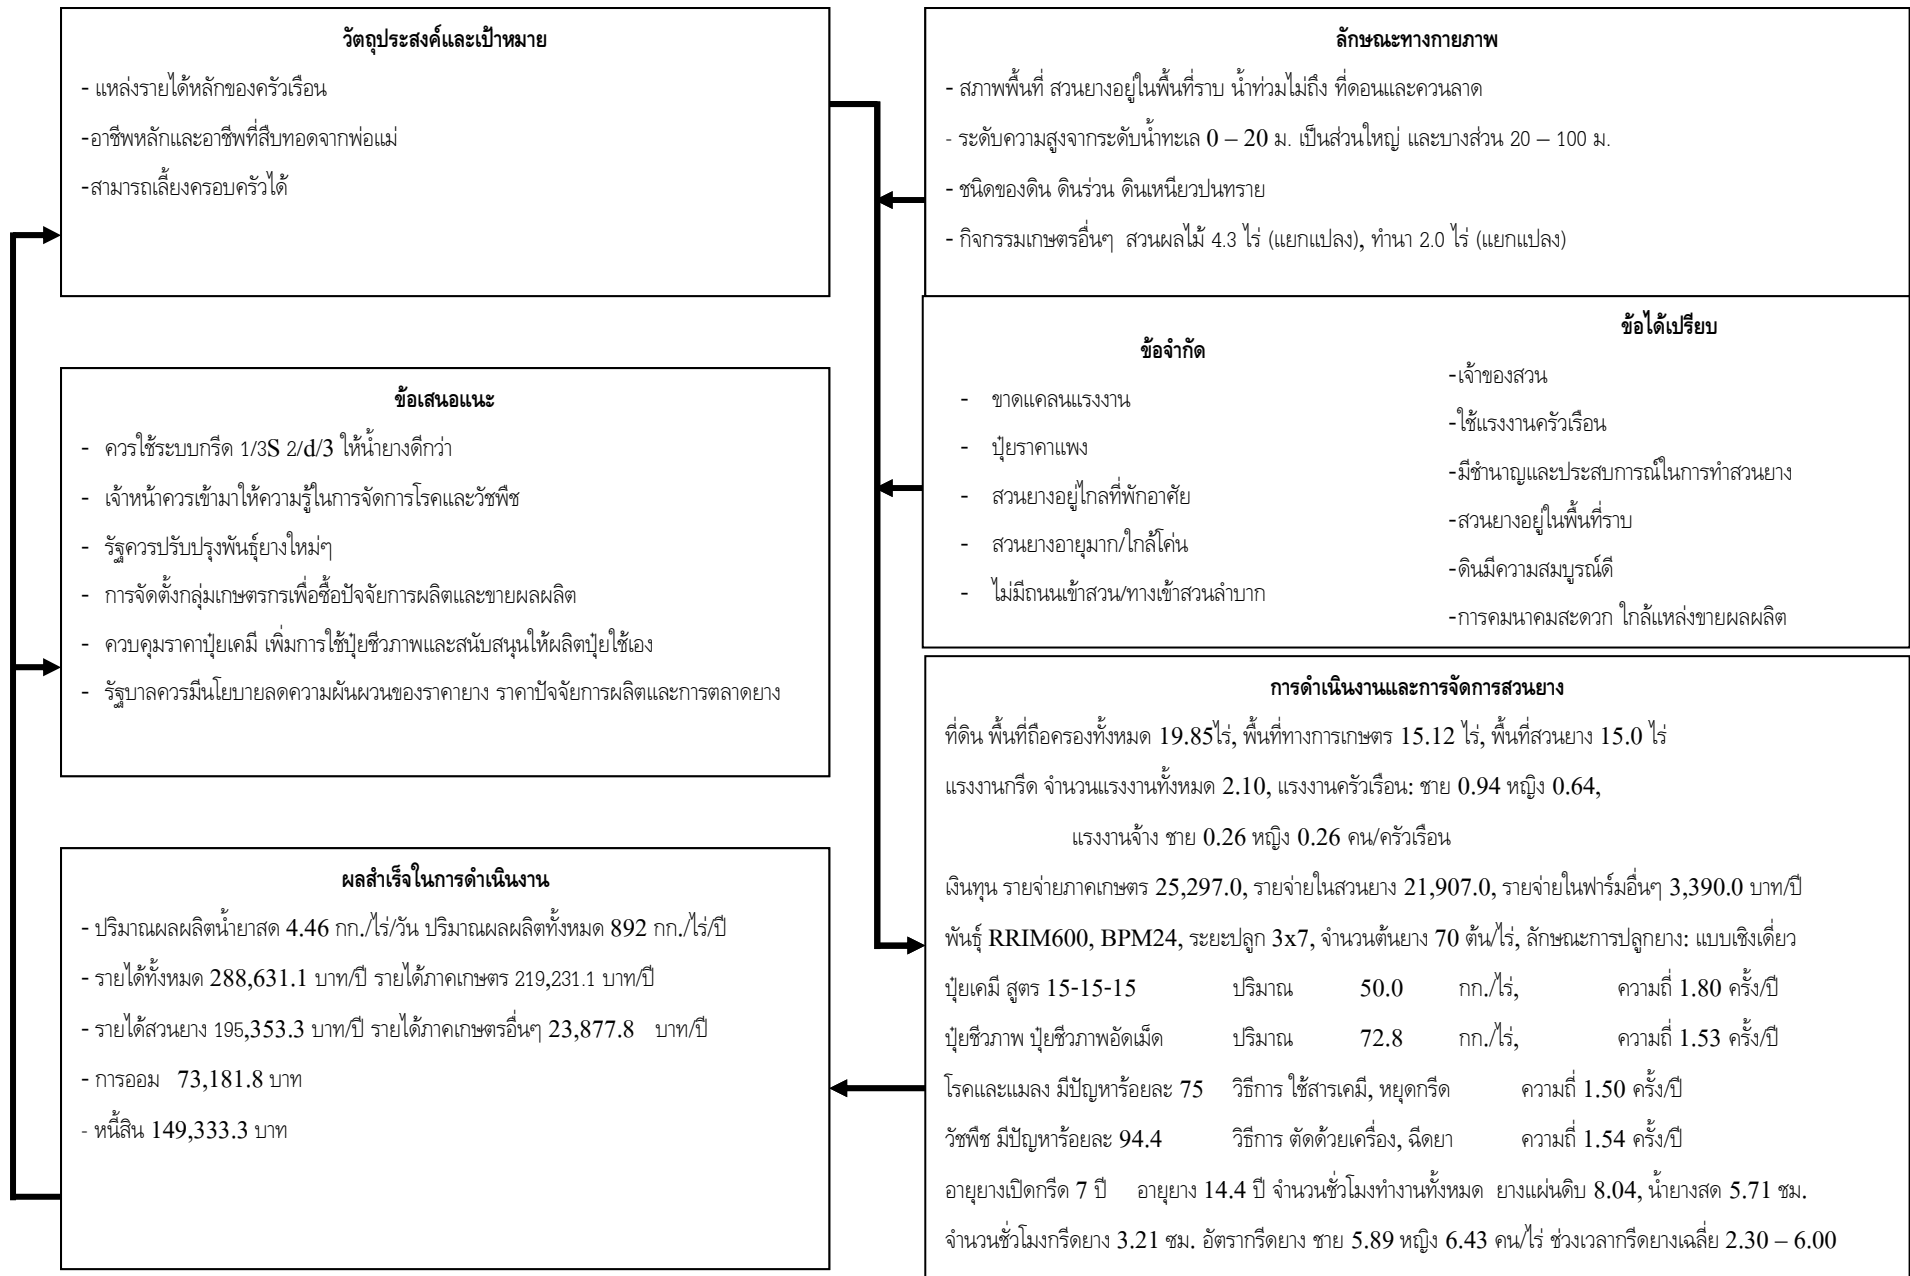 วัตถุประสงค์และเป้าหมาย
- แหล่งรายได้หลักของครัวเรือน
-อาชีพหลักและอาชีพที่สืบทอดจากพ่อแม่
-สามารถเลี้ยงครอบครัวได้
ลักษณะทางกายภาพ
- สภาพพื้นที่ สวนยางอยู่ในพื้นที่ราบ น้ำท่วมไม่ถึง ที่ดอนและควนลาด
- ระดับความสูงจากระดับน้ำทะเล 0 – 20 ม. เป็นส่วนใหญ่ และบางส่วน 20 – 100 ม.
- ชนิดของดิน ดินร่วน ดินเหนียวปนทราย
- กิจกรรมเกษตรอื่นๆ สวนผลไม้ 4.3 ไร่ (แยกแปลง), ทำนา 2.0 ไร่ (แยกแปลง)
ข้อจำกัด
- ขาดแคลนแรงงาน
- ปุ๋ยราคาแพง
- สวนยางอยู่ไกลที่พักอาศัย
- สวนยางอายุมาก/ใกล้โค่น
- ไม่มีถนนเข้าสวน/ทางเข้าสวนลำบาก
ข้อได้เปรียบ
-เจ้าของสวน
-ใช้แรงงานครัวเรือน
-มีชำนาญและประสบการณ์ในการทำสวนยาง
-สวนยางอยู่ในพื้นที่ราบ
-ดินมีความสมบูรณ์ดี
-การคมนาคมสะดวก ใกล้แหล่งขายผลผลิต
ข้อเสนอแนะ
- ควรใช้ระบบกรีด 1/3S 2/d/3 ให้น้ำยางดีกว่า
- เจ้าหน้าควรเข้ามาให้ความรู้ในการจัดการโรคและวัชพืช
- รัฐควรปรับปรุงพันธุ์ยางใหม่ๆ
- การจัดตั้งกลุ่มเกษตรกรเพื่อซื้อปัจจัยการผลิตและขายผลผลิต
- ควบคุมราคาปุ๋ยเคมี เพิ่มการใช้ปุ๋ยชีวภาพและสนับสนุนให้ผลิตปุ๋ยใช้เอง
- รัฐบาลควรมีนโยบายลดความผันผวนของราคายาง ราคาปัจจัยการผลิตและการตลาดยาง
การดำเนินงานและการจัดการสวนยาง
ที่ดิน พื้นที่ถือครองทั้งหมด 19.85ไร่, พื้นที่ทางการเกษตร 15.12 ไร่, พื้นที่สวนยาง 15.0 ไร่
แรงงานกรีด จำนวนแรงงานทั้งหมด 2.10, แรงงานครัวเรือน: ชาย 0.94 หญิง 0.64,
แรงงานจ้าง ชาย 0.26 หญิง 0.26 คน/ครัวเรือน
เงินทุน รายจ่ายภาคเกษตร 25,297.0, รายจ่ายในสวนยาง 21,907.0, รายจ่ายในฟาร์มอื่นๆ 3,390.0 บาท/ปี
พันธุ์ RRIM600, BPM24, ระยะปลูก 3x7, จำนวนต้นยาง 70 ต้น/ไร่, ลักษณะการปลูกยาง: แบบเชิงเดี่ยว
ปุ๋ยเคมี สูตร 15-15-15 ปริมาณ 50.0 กก./ไร่, ความถี่ 1.80 ครั้ง/ปี
ปุ๋ยชีวภาพ ปุ๋ยชีวภาพอัดเม็ด ปริมาณ 72.8 กก./ไร่, ความถี่ 1.53 ครั้ง/ปี
โรคและแมลง มีปัญหาร้อยละ 75 วิธีการ ใช้สารเคมี, หยุดกรีด ความถี่ 1.50 ครั้ง/ปี
วัชพืช มีปัญหาร้อยละ 94.4 วิธีการ ตัดด้วยเครื่อง, ฉีดยา ความถี่ 1.54 ครั้ง/ปี
อายุยางเปิดกรีด 7 ปี อายุยาง 14.4 ปี จำนวนชั่วโมงทำงานทั้งหมด ยางแผ่นดิบ 8.04, น้ำยางสด 5.71 ชม.
จำนวนชั่วโมงกรีดยาง 3.21 ชม. อัตรากรีดยาง ชาย 5.89 หญิง 6.43 คน/ไร่ ช่วงเวลากรีดยางเฉลี่ย 2.30 – 6.00
ผลสำเร็จในการดำเนินงาน
- ปริมาณผลผลิตน้ำยาสด 4.46 กก./ไร่/วัน ปริมาณผลผลิตทั้งหมด 892 กก./ไร่/ปี
- รายได้ทั้งหมด 288,631.1 บาท/ปี รายได้ภาคเกษตร 219,231.1 บาท/ปี
- รายได้สวนยาง 195,353.3 บาท/ปี รายได้ภาคเกษตรอื่นๆ 23,877.8 บาท/ปี
- การออม 73,181.8 บาท
- หนี้สิน 149,333.3 บาท